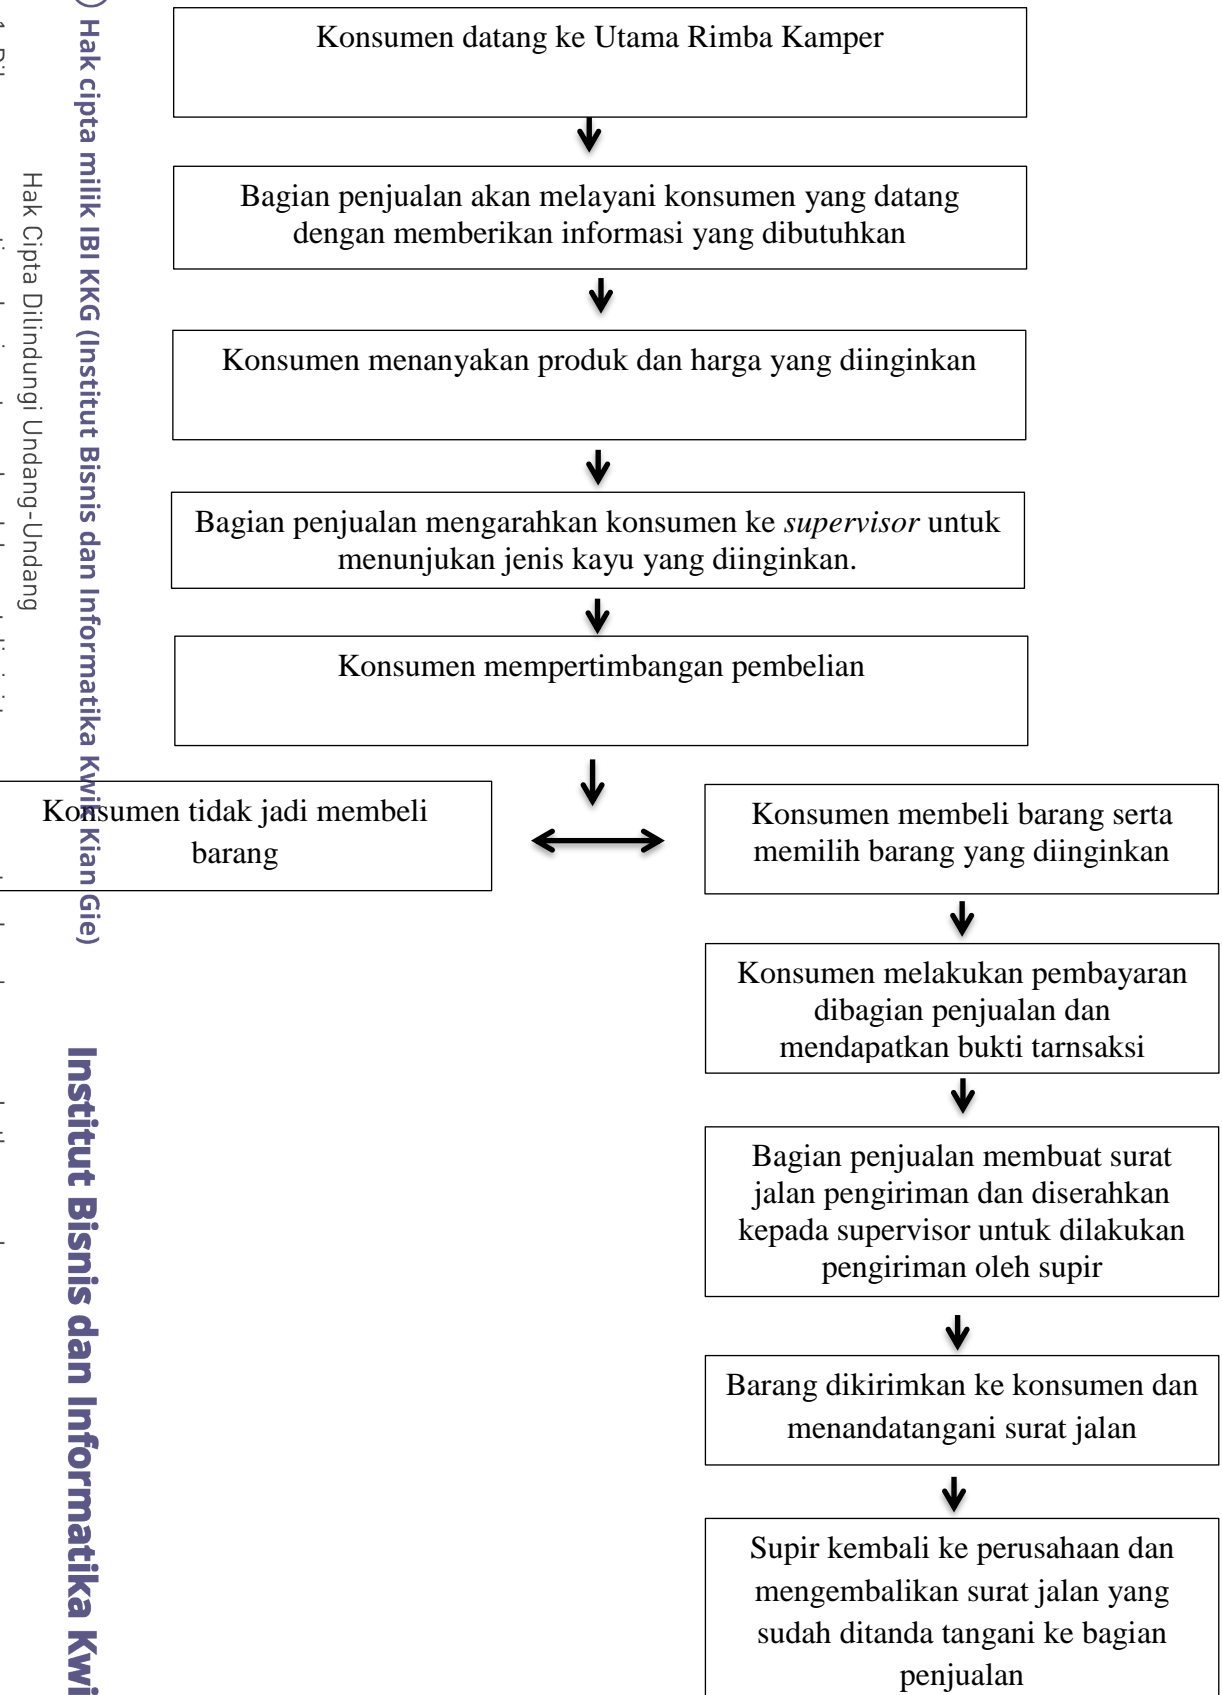 Konsumen datang ke Utama Rimba Kamper
Bagian penjualan akan melayani konsumen yang datang
dengan memberikan informasi yang dibutuhkan
Konsumen menanyakan produk dan harga yang diinginkan
Bagian penjualan mengarahkan konsumen ke supervisor untuk
menunjukan jenis kayu yang diinginkan.
Konsumen mempertimbangan pembelian
Konsumen tidak jadi membeli
barang
Konsumen membeli barang serta
memilih barang yang diinginkan
Konsumen melakukan pembayaran
dibagian penjualan dan
mendapatkan bukti tarnsaksi
Bagian penjualan membuat surat
jalan pengiriman dan diserahkan
kepada supervisor untuk dilakukan
pengiriman oleh supir
Barang dikirimkan ke konsumen dan
menandatangani surat jalan
Supir kembali ke perusahaan dan
mengembalikan surat jalan yang
sudah ditanda tangani ke bagian
penjualan
Hak cipta milik IBI KKG (Institut Bisnis dan Informatika Kwik Kian Gie)
Hak Cipta Dilindungi Undang-Undang
Institut Bisnis dan Informatika Kwi